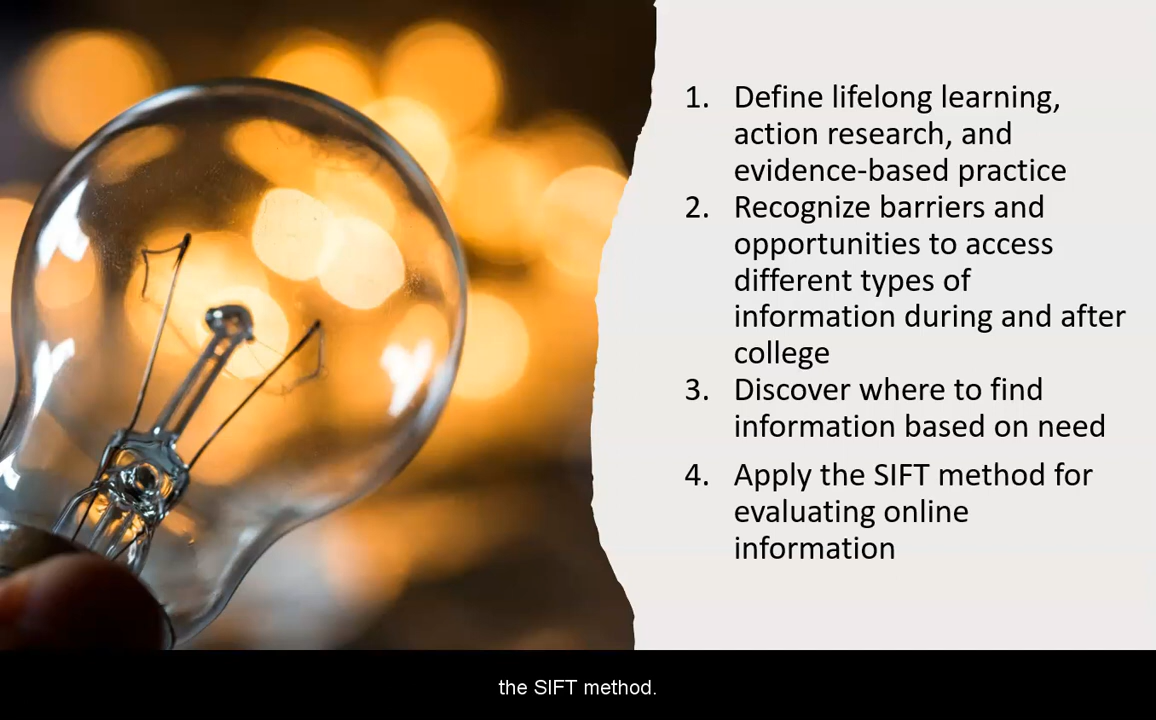 1. Define lifelong learning,
action research, and
evidence-based practice
2. Recognize barriers and
opportunities to access
different types of
information during and after
college
3. Discover where to find
information based on need
4. Apply the SIFT method for
evaluating online
information
the SIFT method.